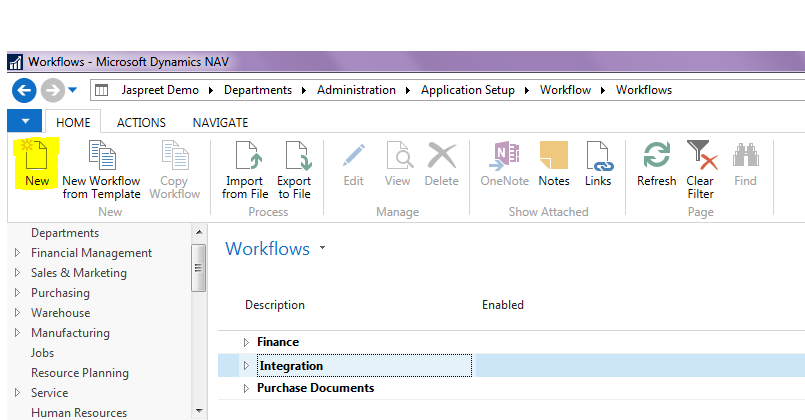 Workflows - Microsoft Dynamics NAV
Jaspreet Demo Departments Administration Application Setup Workflow Workflows
HOME ACTIONS NAVIGATE
New
New Workflow
from Template
Copy
Workflow
New
Import
from File
Export
to File
Process
Edit
View
Delete
Manage
OneNote
Notes
Links
Show Attached
Refresh
Clear
Filter
Find
Page
Departments
Financial Management
Sales & Marketing
Purchasing
Warehouse
Manufacturing
Jobs
Resource Planning
Service
Human Resources
Workflows
Description Enabled
Finance
Integration
Purchase Documents